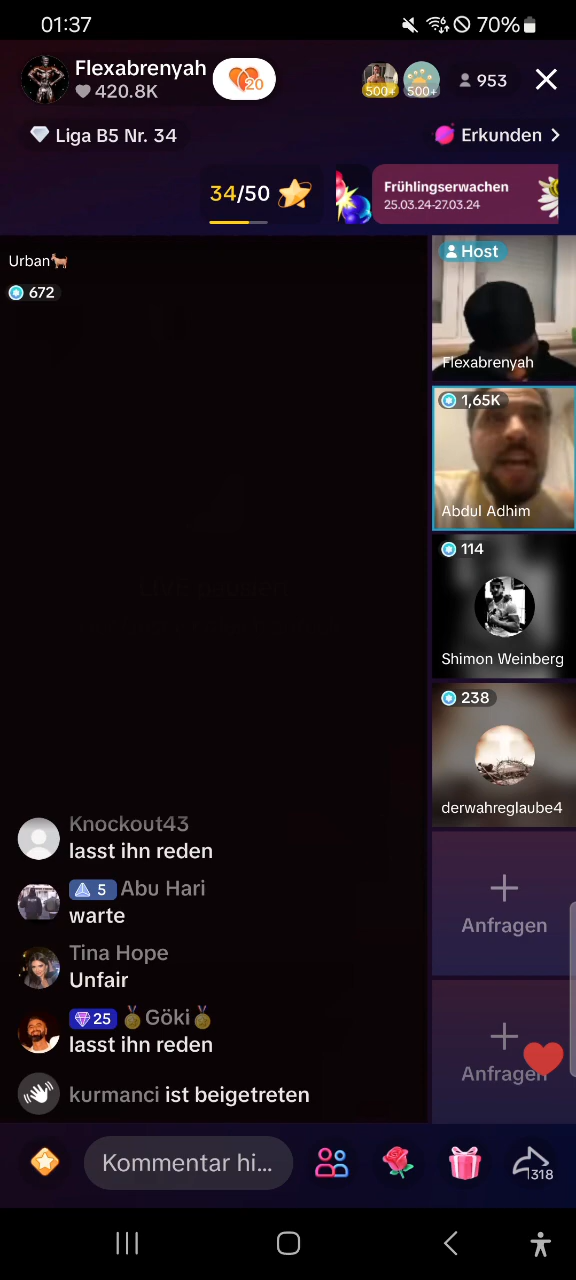 01:37
70%
Flexabrenyah
420.8K
20
500+
500+
953
Liga B5 Nr. 34
Erkunden
34/50
Frühlingserwachen
25.03.24-27.03.24
Urban
672
Host
Flexabrenyah
1,65K
Abdul Adhim
114
Shimon Weinberg
238
derwahreglaube4
Knockout43
lasst ihn reden
5 Abu Hari
warte
Tina Hope
Unfair
25 Göki
lasst ihn reden
kurmanci ist beigetreten
Anfragen
Anfragen
Kommentar hi...
318